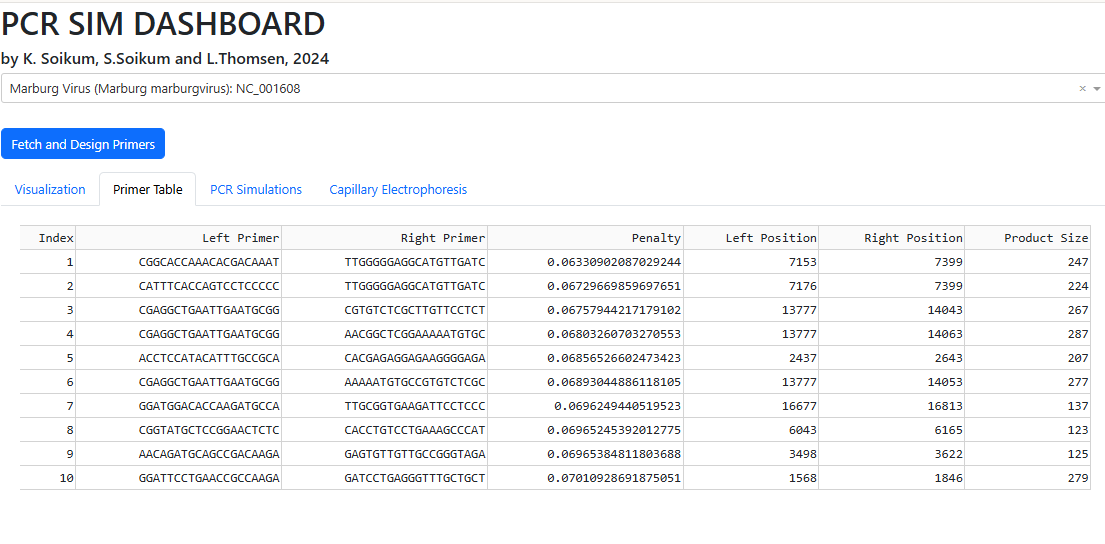 PCR SIM DASHBOARD
by K. Soikum, S.Soikum and L.Thomsen, 2024
Marburg Virus (Marburg marburgvirus): NC_001608 ×
Fetch and Design Primers
Visualization Primer Table PCR Simulations Capillary Electrophoresis
Index Left Primer Right Primer Penalty Left Position Right Position Product Size
1 CGGCACCAAACACGACAAAT TTGGGGGAGGCATGTTGATC 0.06330902087029244 7153 7399 247
2 CATTTCACCAGTCCTCCCCC TTGGGGGAGGCATGTTGATC 0.06729669859697651 7176 7399 224
3 CGAGGCTGAATTGAATGCGG CGTGTCTCGCTTGTTCCTCT 0.06757944217179102 13777 14043 267
4 CGAGGCTGAATTGAATGCGG AACGGCTCGGAAAAATGTGC 0.06803260703270553 13777 14063 287
5 ACCTCCATACATTTGCCGCA CACGAGAGGAGAAGGGGAGA 0.06856526602473423 2437 2643 207
6 CGAGGCTGAATTGAATGCGG AAAAATGTGCCGTGTCTCGC 0.06893044886118105 13777 14053 277
7 GGATGGACACCAAGATGCCA TTGCGGTGAAGATTCCTCCC 0.0696249440519523 16677 16813 137
8 CGGTATGCTCCGGAACTCTC CACCTGTCCTGAAAGCCCAT 0.06965245392012775 6043 6165 123
9 AACAGATGCAGCCGACAAGA GAGTGTTGTTGCCGGGTAGA 0.06965384811803688 3498 3622 125
10 GGATTCCTGAACCGCCAAGA GATCCTGAGGGTTTGCTGCT 0.07010928691875051 1568 1846 279